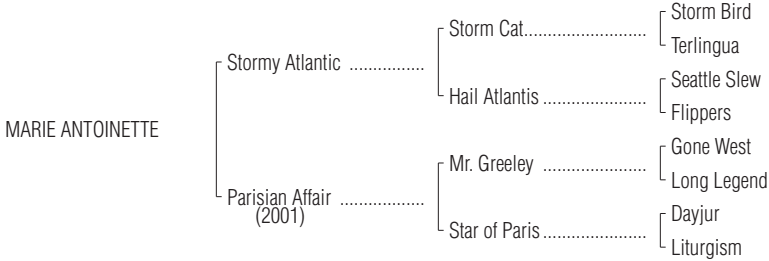 Storm Bird
Storm Cat..........................
Terlingua
Stormy Atlantic ................
Seattle Slew
Hail Atlantis ......................
Flippers
MARIE ANTOINETTE
Gone West
Mr. Greeley ......................
Long Legend
Parisian Affair ..................
(2001)
Dayjur
Star of Paris ......................
Liturgism